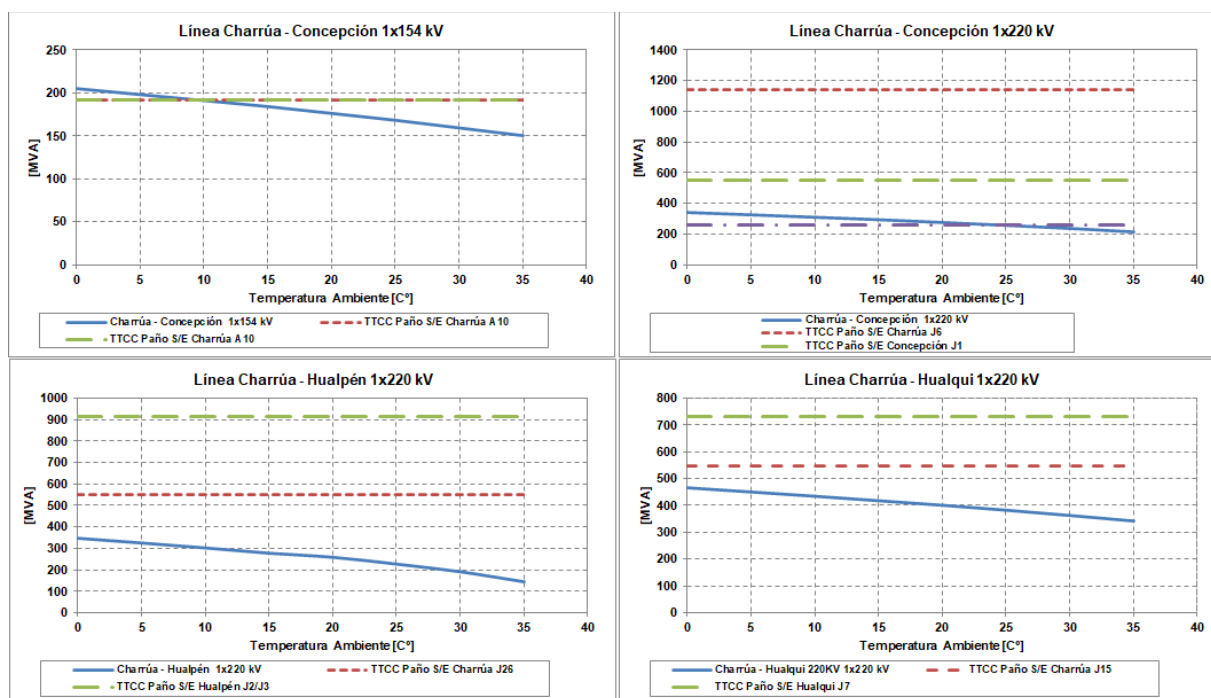 Línea Charrúa - Concepción 1x154 kV
250
200
150
100
50
0
[MVA]
0 5 10 15 20 25 30 35 40
Temperatura Ambiente [Cº]
Charrúa - Concepción 1x154 kV
TTCC Paño S/E Charrúa A10
TTCC Paño S/E Charrúa A10
Línea Charrúa - Concepción 1x220 kV
1400
1200
1000
800
600
400
200
0
[MVA]
0 5 10 15 20 25 30 35 40
Temperatura Ambiente [Cº]
Charrúa - Concepción 1x220 kV
TTCC Paño S/E Charrúa J6
TTCC Paño S/E Concepción J1
Línea Charrúa - Hualpén 1x220 kV
1000
900
800
700
600
500
400
300
200
100
0
[MVA]
0 5 10 15 20 25 30 35 40
Temperatura Ambiente [Cº]
Charrúa - Hualpén 1x220 kV
TTCC Paño S/E Charrúa J26
TTCC Paño S/E Hualpén J2/J3
Línea Charrúa - Hualqui 1x220 kV
800
700
600
500
400
300
200
100
0
[MVA]
0 5 10 15 20 25 30 35 40
Temperatura Ambiente [Cº]
Charrúa - Hualqui 220KV 1x220 kV
TTCC Paño S/E Charrúa J15
TTCC Paño S/E Hualqui J7